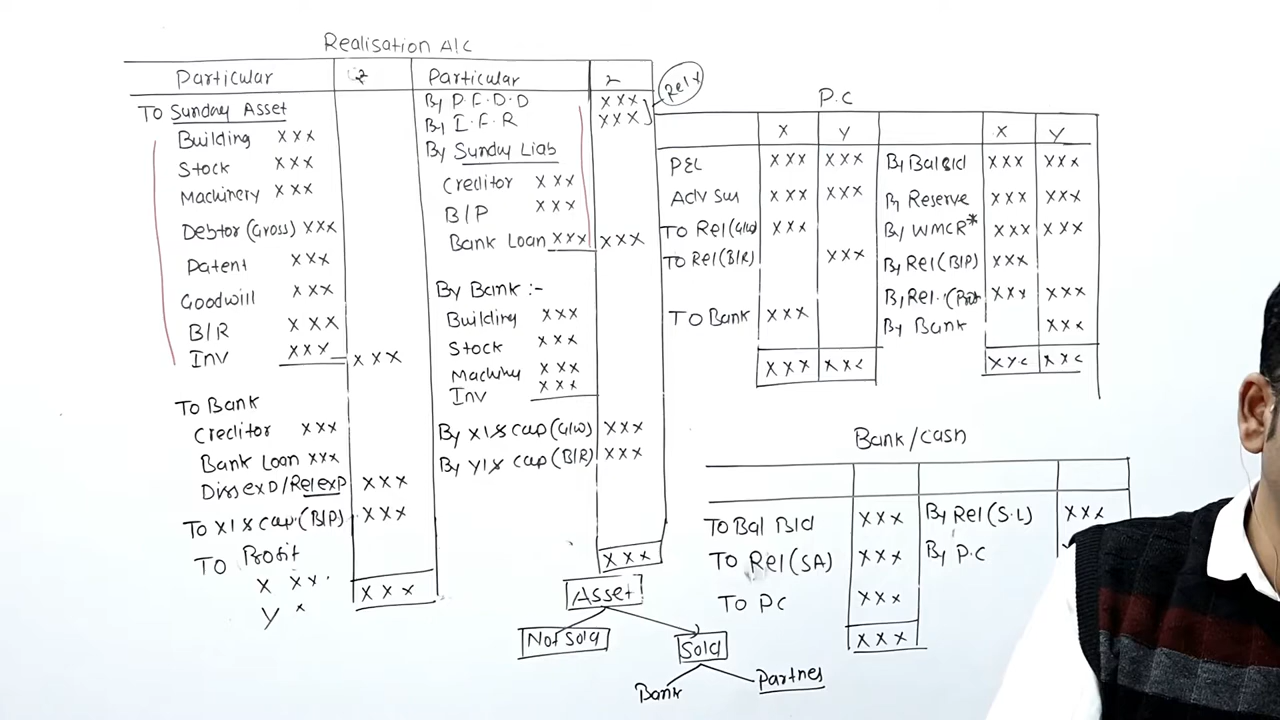 Realisation A/C
Particular ₹ Particular ₹
To Sunday Asset
Building xxx
Stock xxx
Machinery xxx
Debtor (Gross) xxx
Patent xxx
Goodwill xxx
B/R xxx
Inv xxx xxx
To Bank
Creditor xxx
Bank Loan xxx
Diss exp/Rel exp xxx
To X's cap. (B/P) xxx
To Profit
X xx.
Y x
xxx
By P.F.D.D xxx
By I.F.R xxx
Rel x
By Sunday Liab
Creditor xxx
B/P xxx
Bank Loan xxx xxx
By Bank :-
Building xxx
Stock xxx
Machiny xxx
Inv xxx
By X's cap (G/W) xxx
By Y's cap (B/R) xxx
xxx
Asset
Not Sold
Sold
Bank
Partnes
P.C
X Y X Y
P&L xxx xxx By Bal B/d xxx xxx
Adv Sus xxx xxx By Reserve xxx xxx
To Rel (G/W) xxx By WMCR* xxx xxx
To Rel (B/R) xxx By Rel (B/P) xxx
By Rel. xxx xxx
To Bank xxx By Bank xxx
xxx xxx xxx xxx
Bank/cash
To Bal B/d xxx By Rel (S.L) xxx
To Rel (SA) xxx By P.C
To PC xxx
xxx